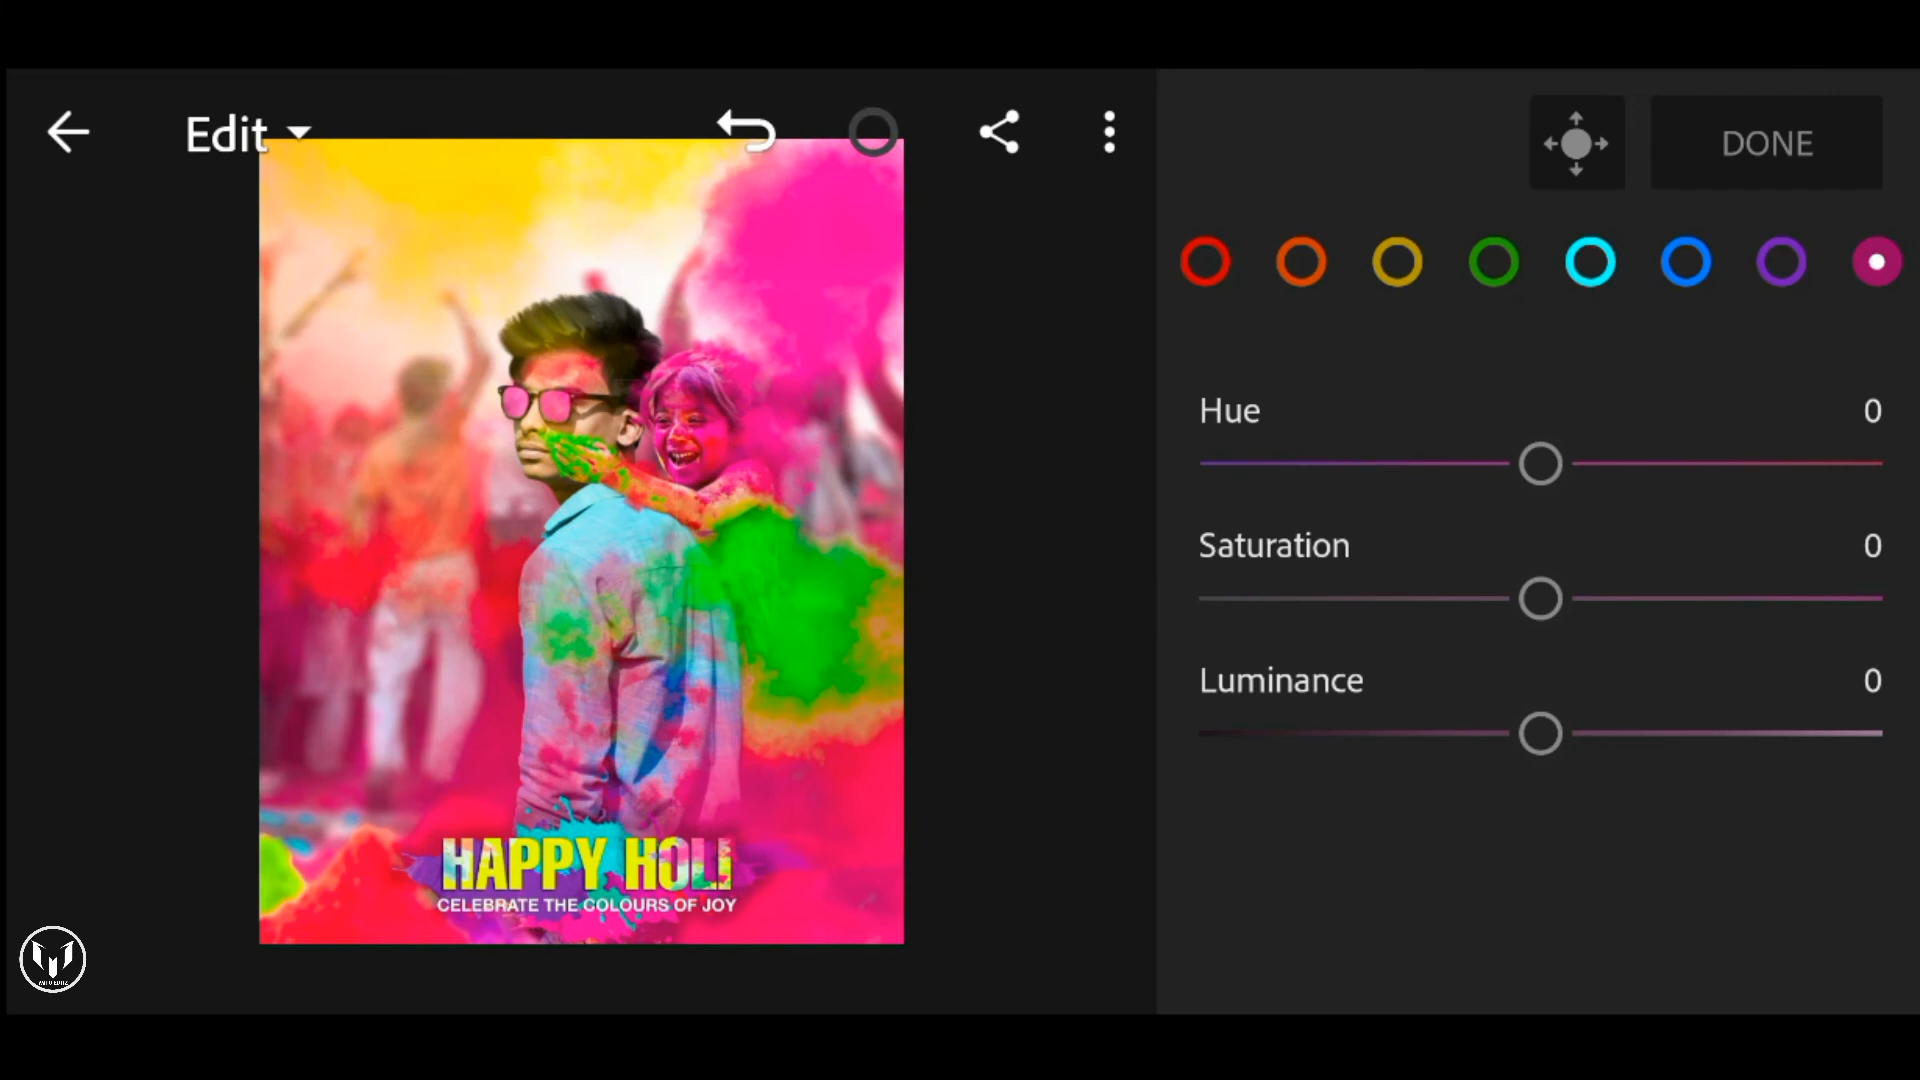 Edit
DONE
Hue 0
Saturation 0
Luminance 0
HAPPY HOLI
CELEBRATE THE COLOURS OF JOY